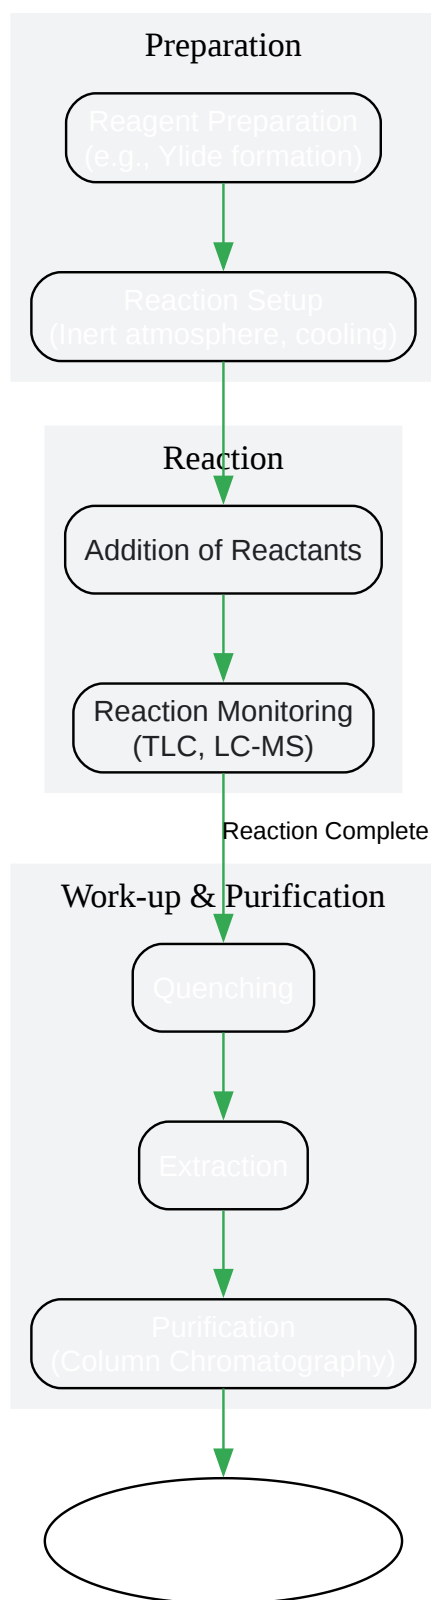 Preparation
Reagent Preparation
(e.g., Ylide formation)
Reaction Setup
(Inert atmosphere, cooling)
Reaction
Addition of Reactants
Reaction Monitoring
(TLC, LC-MS)
Reaction Complete
Work-up & Purification
Quenching
Extraction
Purification
(Column Chromatography)